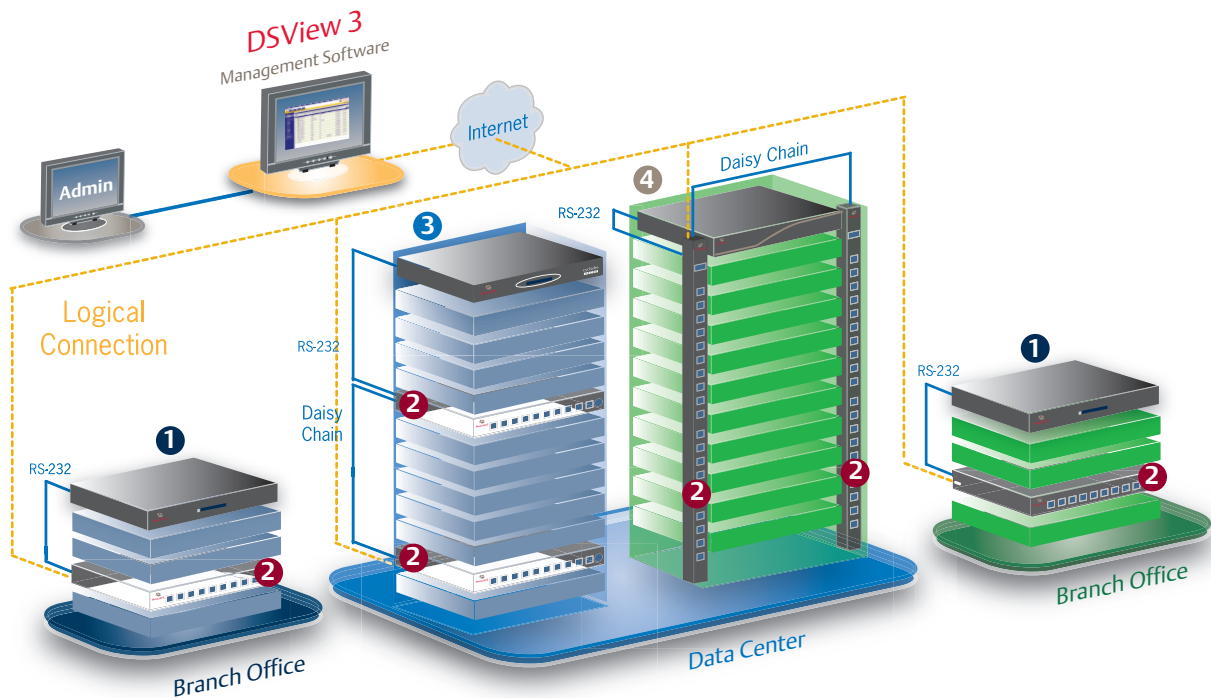 DSView 3
Management Software
Internet
Admin
Daisy Chain
4
RS-232
3
Logical
Connection
RS-232
1
RS-232
2
Daisy
Chain
1
RS-232
2
2
2
2
2
2
Branch Office
Data Center
Branch Office